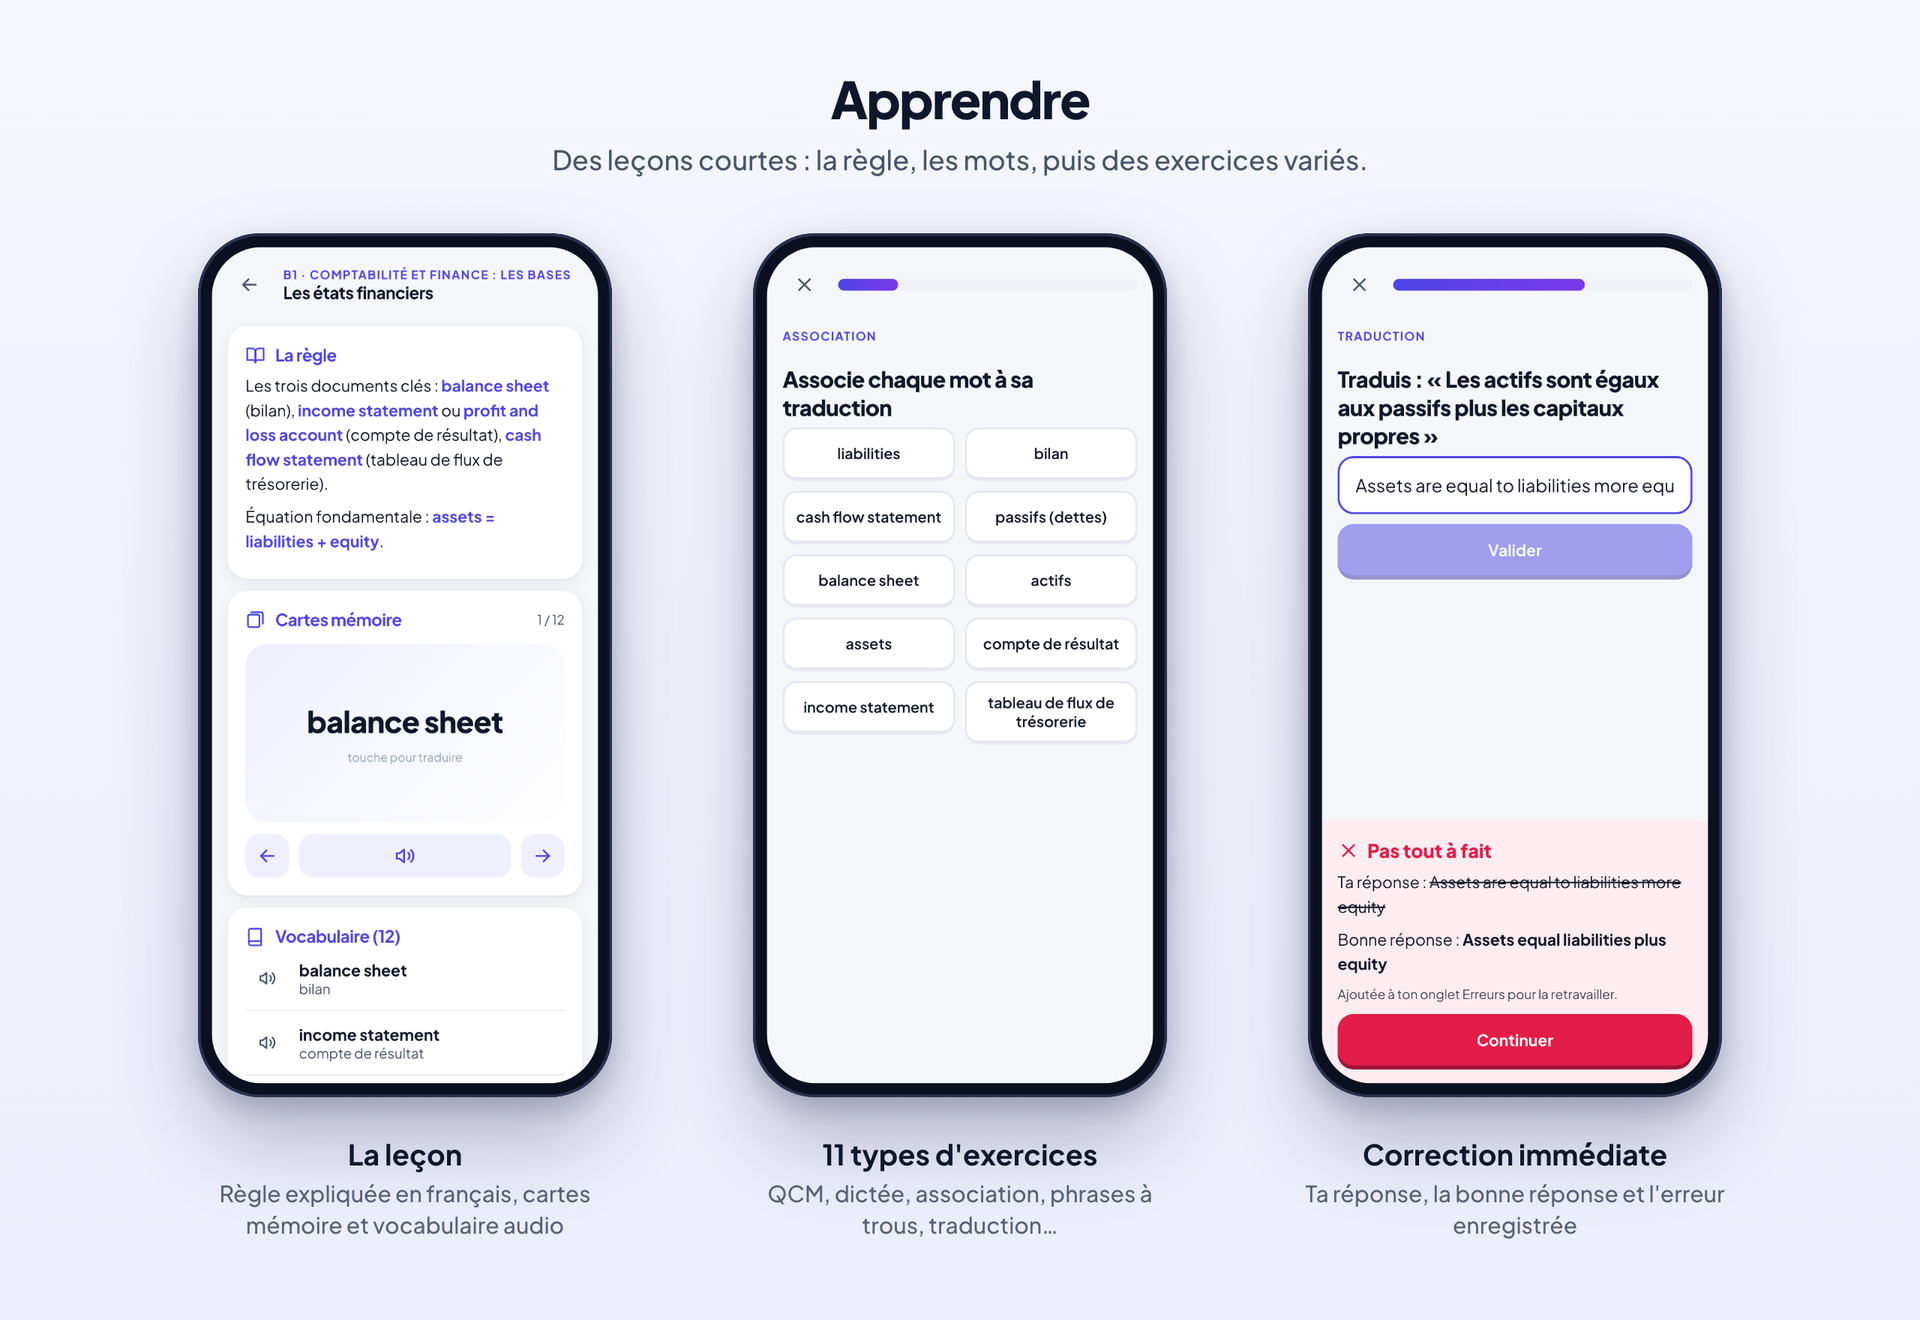 Apprendre
Des leçons courtes : la règle, les mots, puis des exercices variés.
B1 · COMPTABILITÉ ET FINANCE : LES BASES
Les états financiers
La règle
Les trois documents clés : balance sheet
(bilan), income statement ou profit and
loss account (compte de résultat), cash
flow statement (tableau de flux de
trésorerie).
Équation fondamentale : assets =
liabilities + equity.
Cartes mémoire
1 / 12
balance sheet
touche pour traduire
Vocabulaire (12)
balance sheet
bilan
income statement
compte de résultat
La leçon
Règle expliquée en français, cartes
mémoire et vocabulaire audio
ASSOCIATION
Associe chaque mot à sa
traduction
liabilities
bilan
cash flow statement
passifs (dettes)
balance sheet
actifs
assets
compte de résultat
income statement
tableau de flux de
trésorerie
11 types d'exercices
QCM, dictée, association, phrases à
trous, traduction…
TRADUCTION
Traduis : « Les actifs sont égaux
aux passifs plus les capitaux
propres »
Assets are equal to liabilities more equ
Valider
Pas tout à fait
Ta réponse : Assets are equal to liabilities more
equity
Bonne réponse : Assets equal liabilities plus
equity
Ajoutée à ton onglet Erreurs pour la retravailler.
Continuer
Correction immédiate
Ta réponse, la bonne réponse et l'erreur
enregistrée